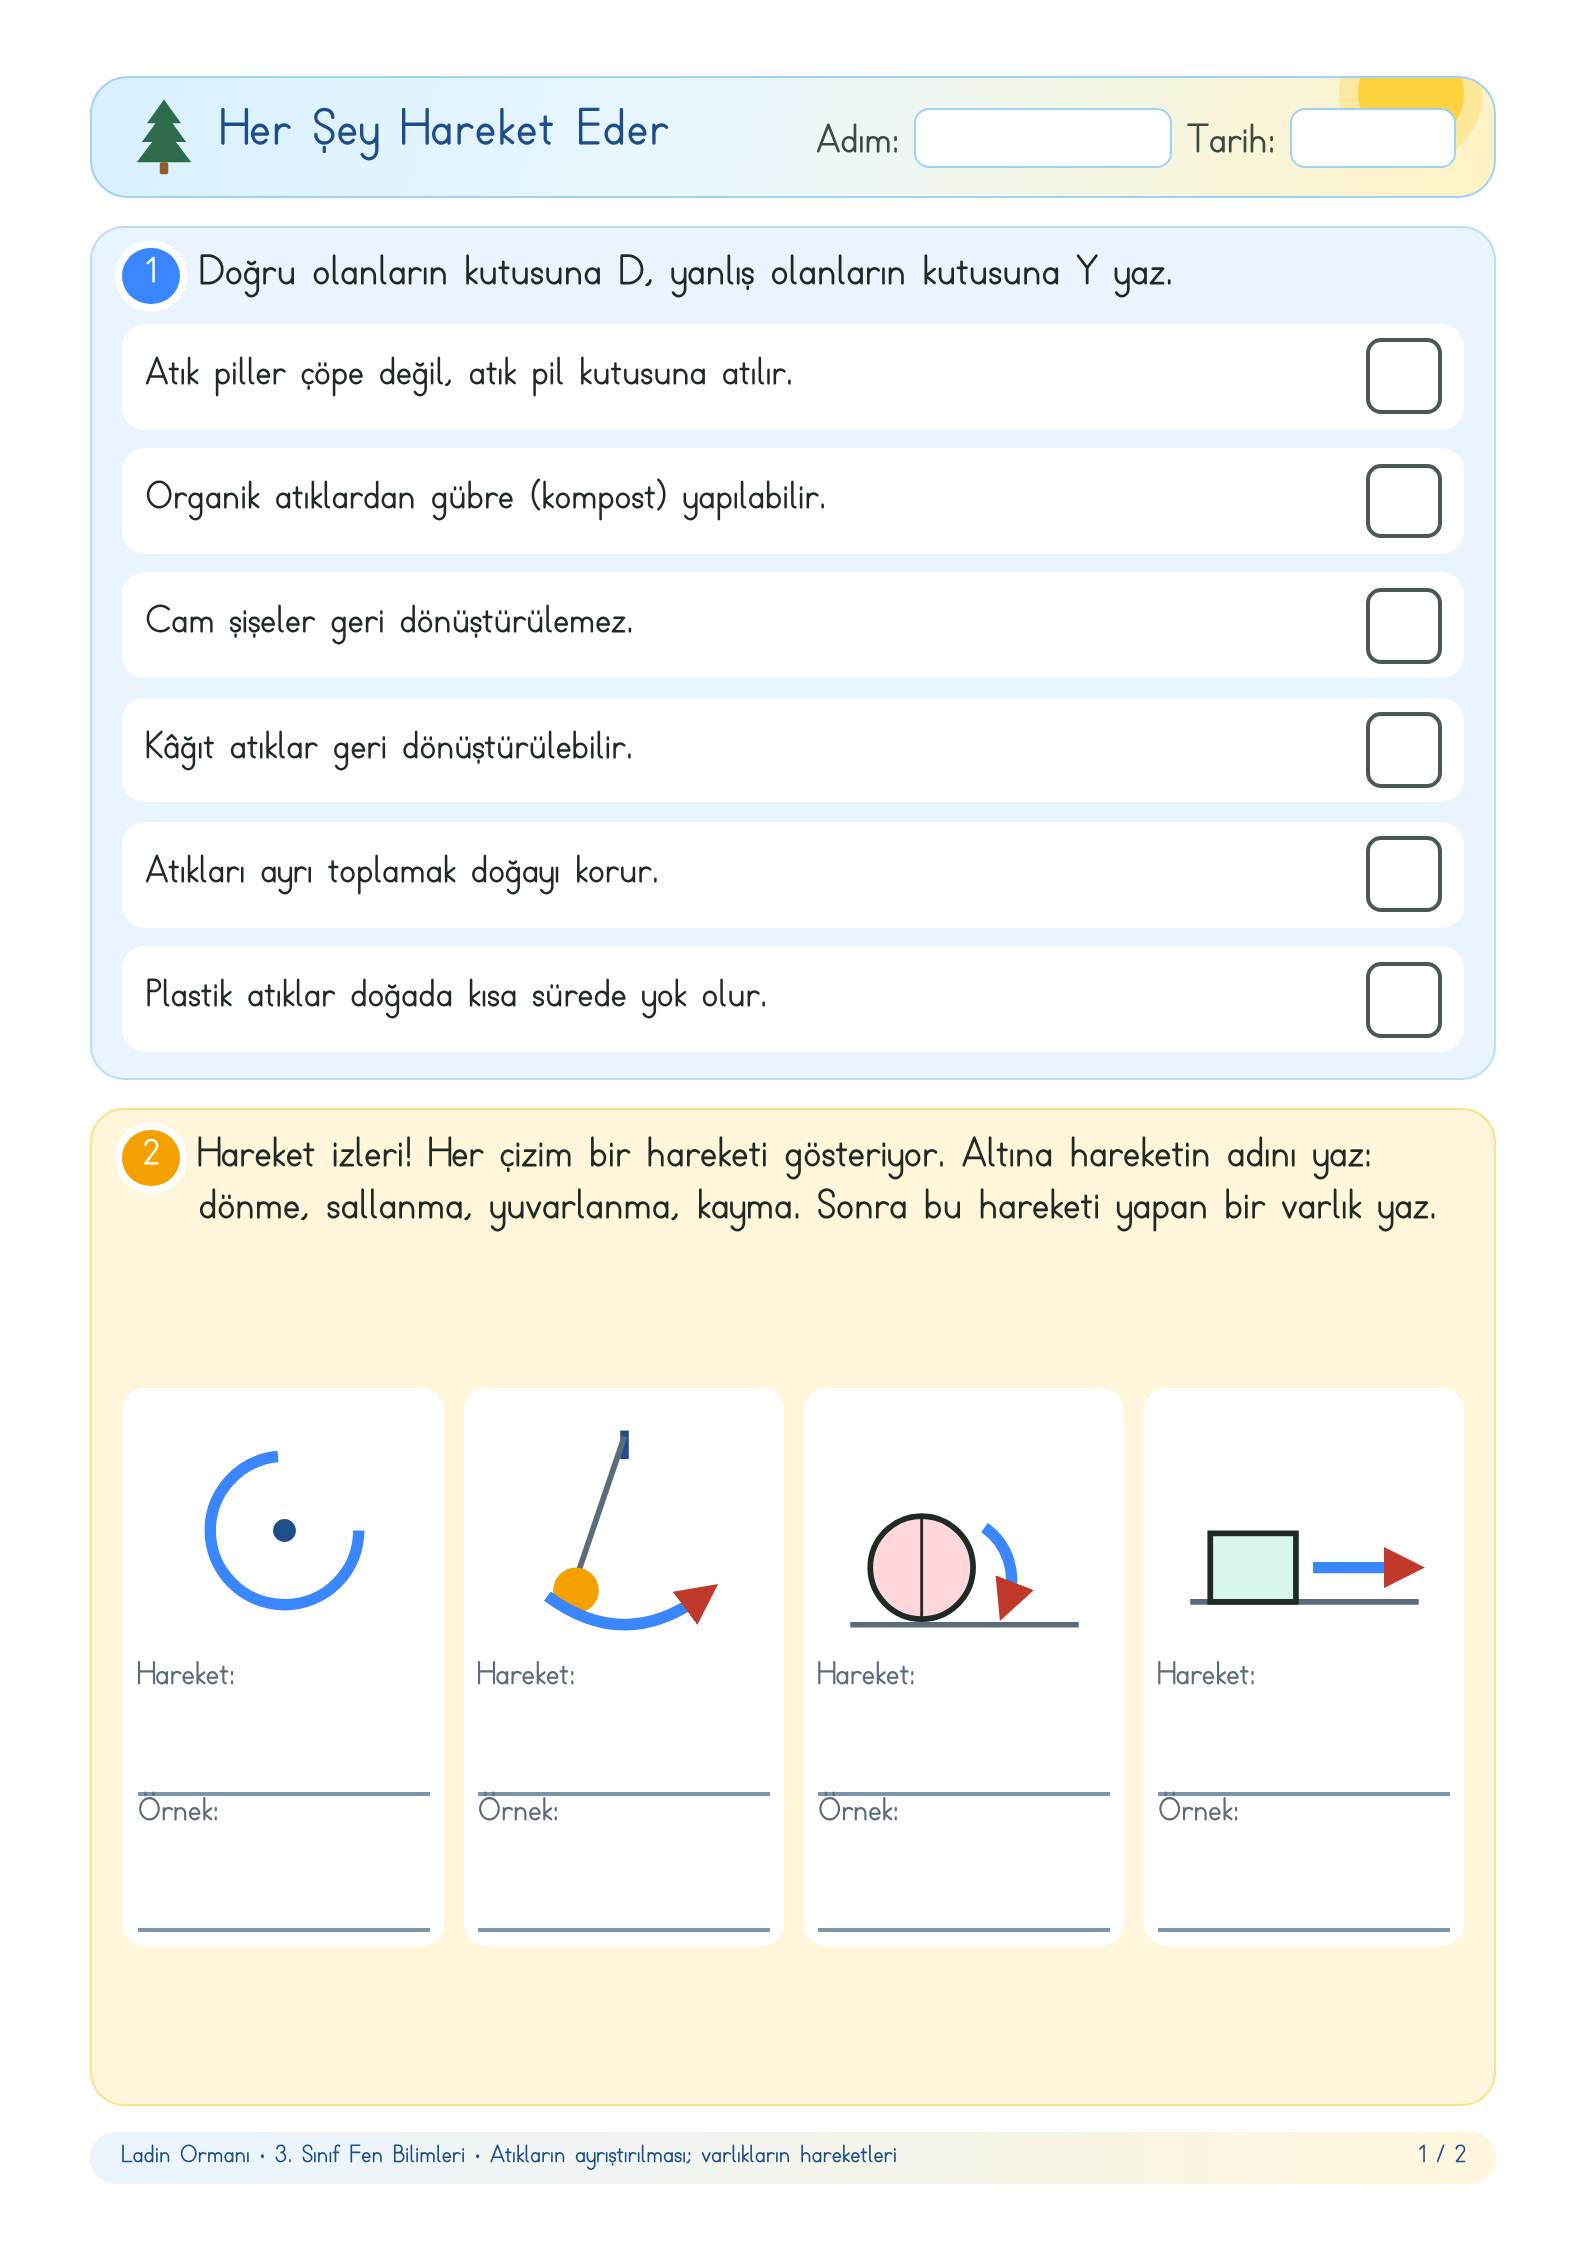 Her Şey Hareket Eder
Adım:
Tarih:
1
Doğru olanların kutusuna D, yanlış olanların kutusuna Y yaz.
Atık piller çöpe değil, atık pil kutusuna atılır.
Organik atıklardan gübre (kompost) yapılabilir.
Cam şişeler geri dönüştürülemez.
Kâğıt atıklar geri dönüştürülebilir.
Atıkları ayrı toplamak doğayı korur.
Plastik atıklar doğada kısa sürede yok olur.
2
Hareket izleri! Her çizim bir hareketi gösteriyor. Altına hareketin adını yaz:
dönme, sallanma, yuvarlanma, kayma. Sonra bu hareketi yapan bir varlık yaz.
Hareket:
Örnek:
Hareket:
Örnek:
Hareket:
Örnek:
Hareket:
Örnek:
Ladin Ormanı • 3. Sınıf Fen Bilimleri • Atıkların ayrıştırılması; varlıkların hareketleri
1 / 2